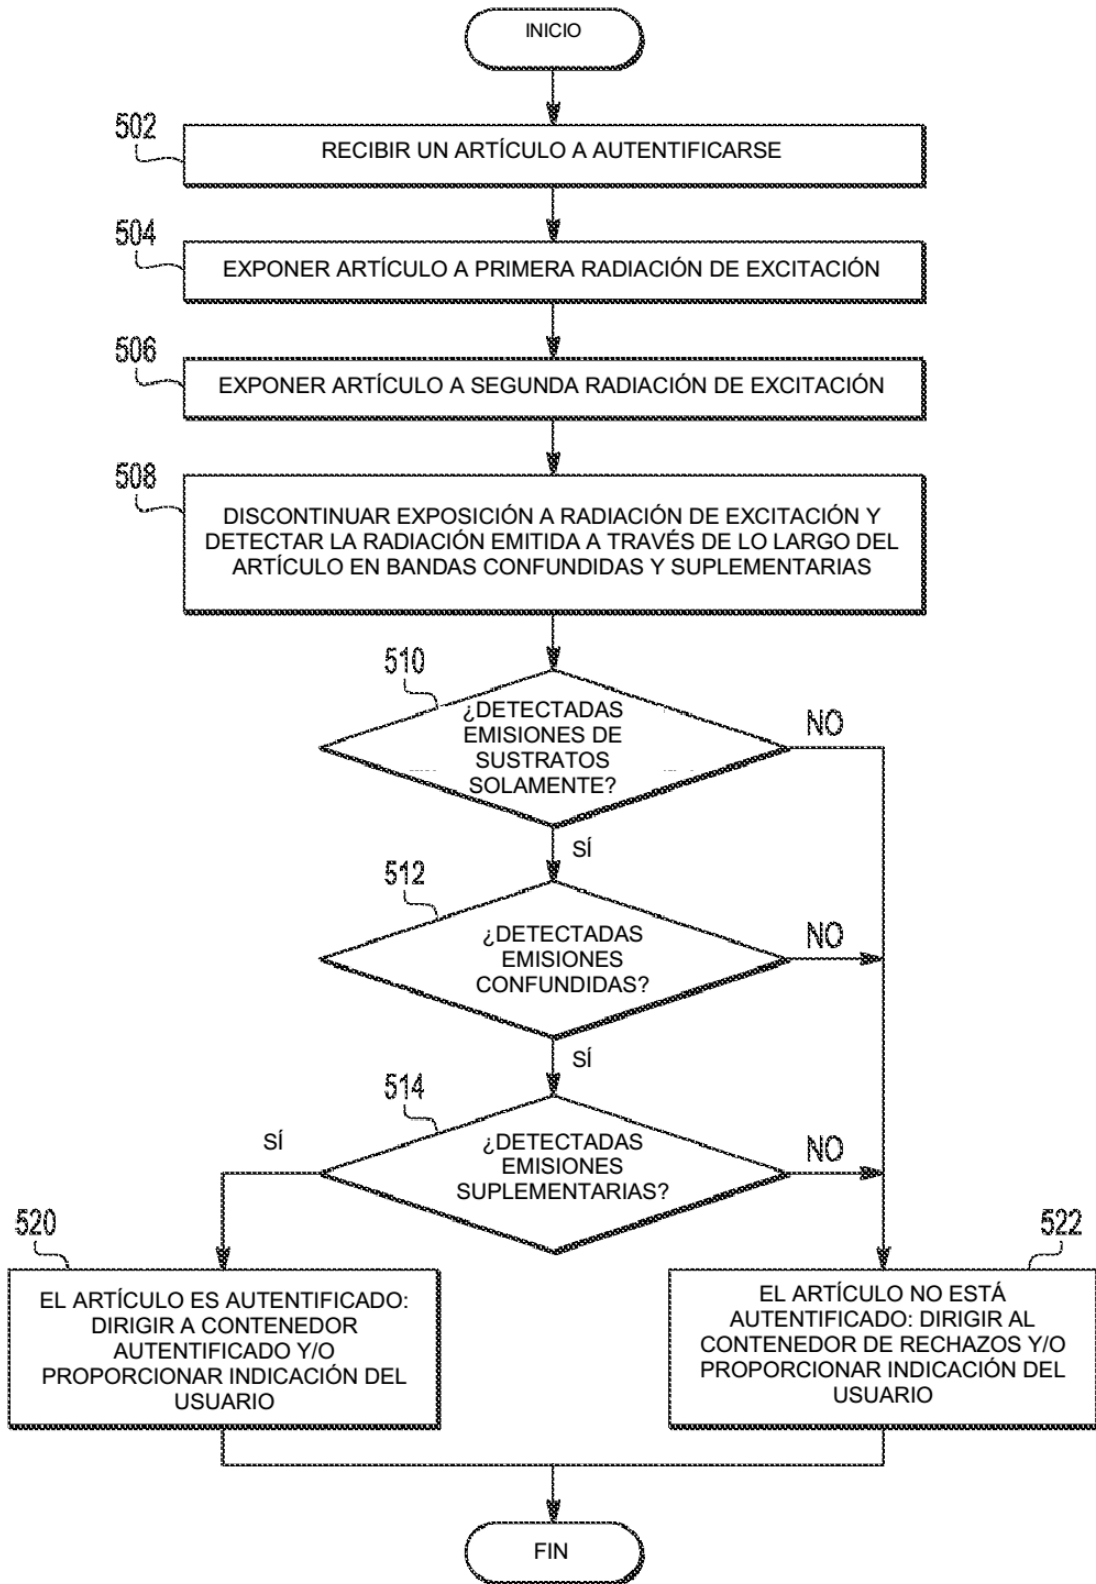 INICIO
502
RECIBIR UN ARTÍCULO A AUTENTIFICARSE
504
EXPONER ARTÍCULO A PRIMERA RADIACIÓN DE EXCITACIÓN
506
EXPONER ARTÍCULO A SEGUNDA RADIACIÓN DE EXCITACIÓN
508
DISCONTINUAR EXPOSICIÓN A RADIACIÓN DE EXCITACIÓN Y
DETECTAR LA RADIACIÓN EMITIDA A TRAVÉS DE LO LARGO DEL
ARTÍCULO EN BANDAS CONFUNDIDAS Y SUPLEMENTARIAS
510
¿DETECTADAS
EMISIONES DE
SUSTRATOS
SOLAMENTE?
NO
SÍ
512
¿DETECTADAS
EMISIONES
CONFUNDIDAS?
NO
SÍ
514
¿DETECTADAS
EMISIONES
SUPLEMENTARIAS?
NO
SÍ
520
EL ARTÍCULO ES AUTENTIFICADO:
DIRIGIR A CONTENEDOR
AUTENTIFICADO Y/O
PROPORCIONAR INDICACIÓN DEL
USUARIO
522
EL ARTÍCULO NO ESTÁ
AUTENTIFICADO: DIRIGIR AL
CONTENEDOR DE RECHAZOS Y/O
PROPORCIONAR INDICACIÓN DEL
USUARIO
FIN